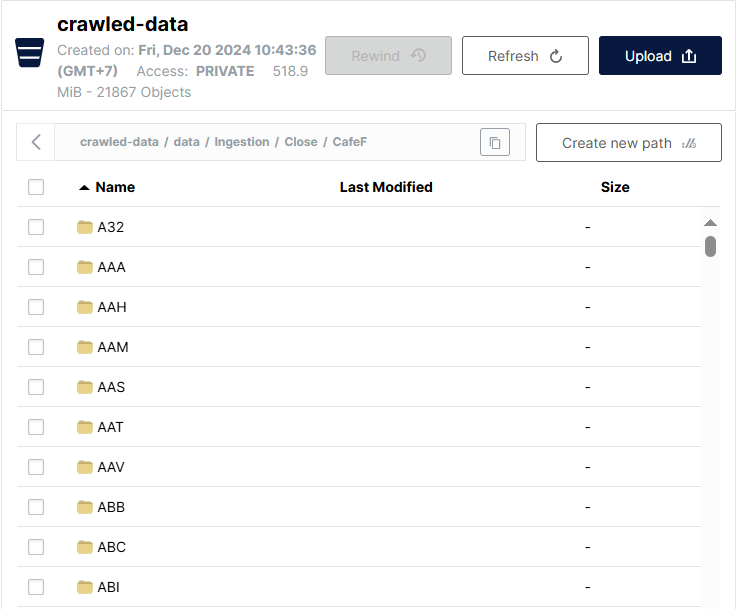 crawled-data
Created on: Fri, Dec 20 2024 10:43:36
(GMT+7) Access: PRIVATE 518.9
MiB - 21867 Objects
Rewind
Refresh
Upload
crawled-data / data / Ingestion / Close / CafeF
Create new path
Name Last Modified Size
A32 -
AAA -
AAH -
AAM -
AAS -
AAT -
AAV -
ABB -
ABC -
ABI -